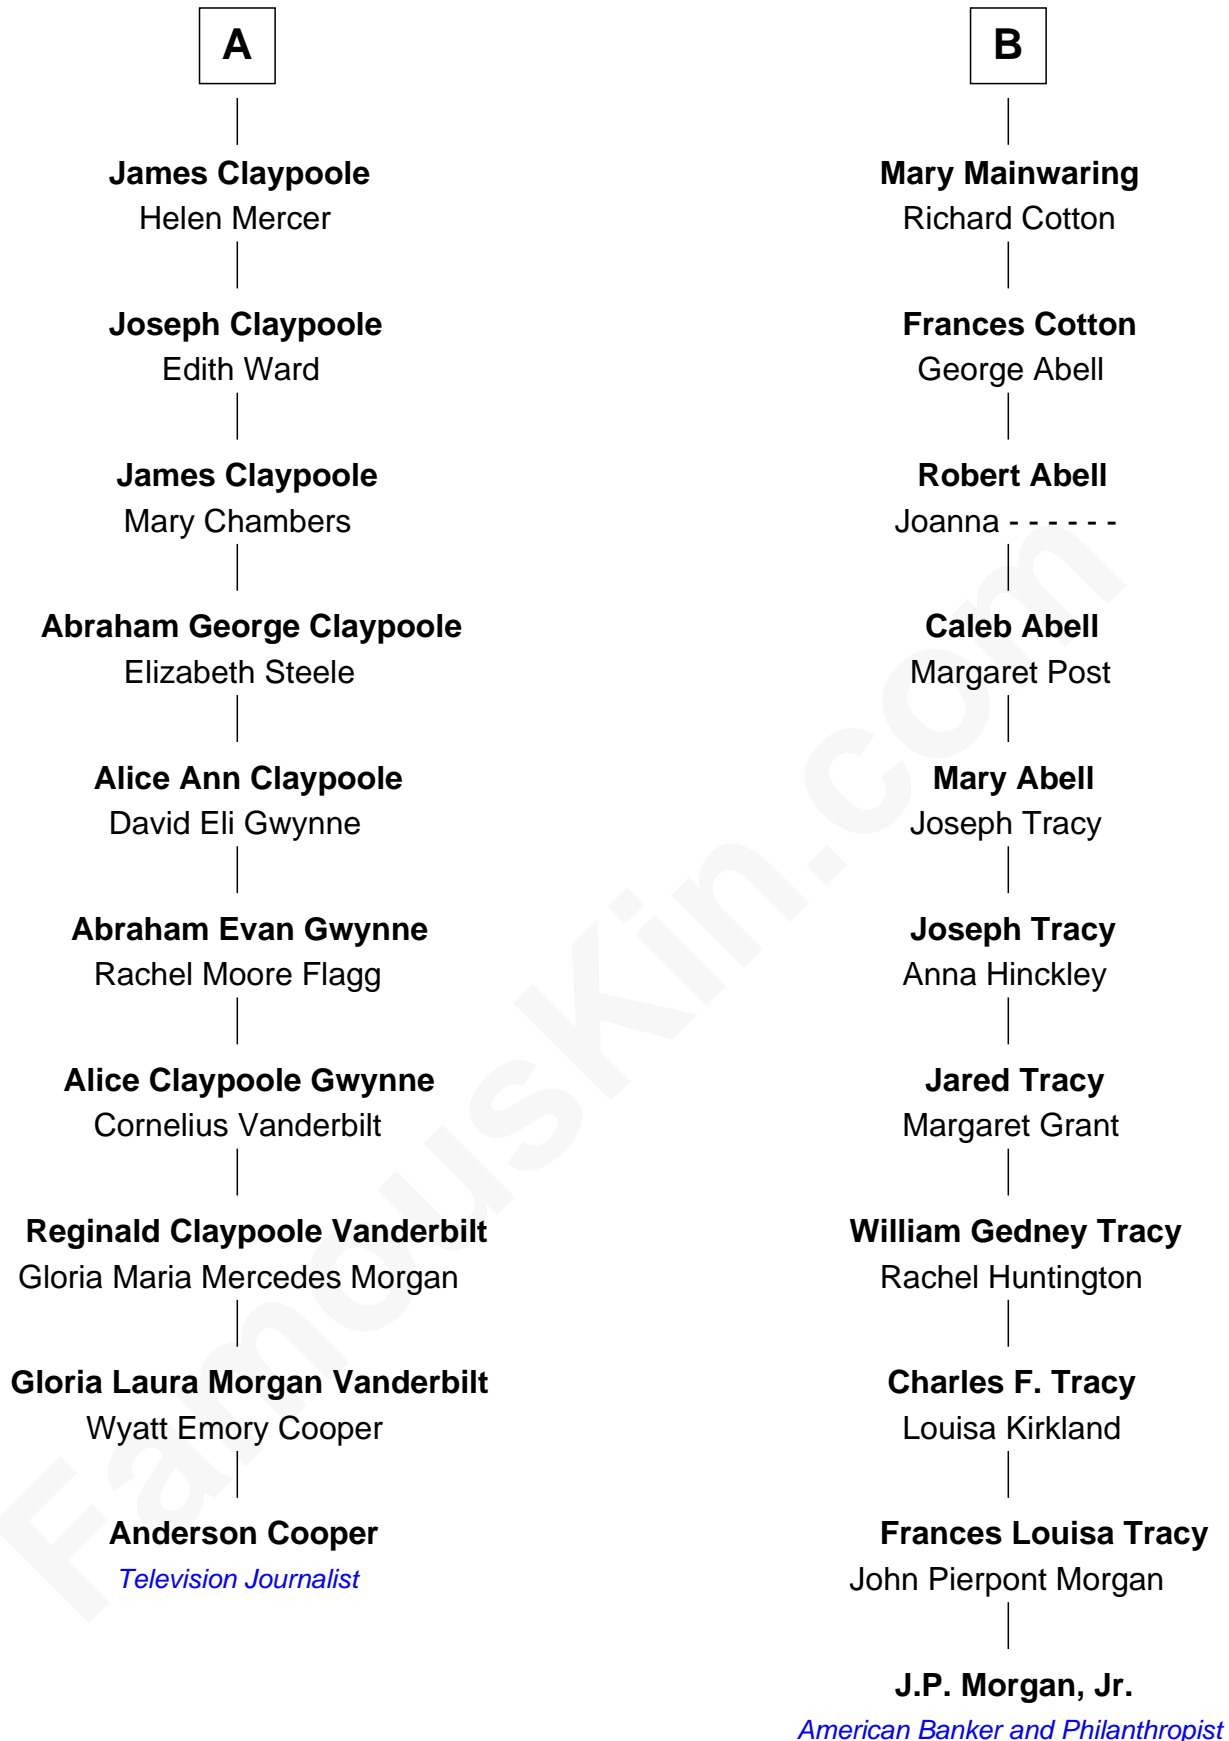 A
James Claypoole
Helen Mercer
Joseph Claypoole
Edith Ward
James Claypoole
Mary Chambers
Abraham George Claypoole
Elizabeth Steele
Alice Ann Claypoole
David Eli Gwynne
Abraham Evan Gwynne
Rachel Moore Flagg
Alice Claypoole Gwynne
Cornelius Vanderbilt
Reginald Claypoole Vanderbilt
Gloria Maria Mercedes Morgan
Gloria Laura Morgan Vanderbilt
Wyatt Emory Cooper
Anderson Cooper
Television Journalist
B
Mary Mainwaring
Richard Cotton
Frances Cotton
George Abell
Robert Abell
Joanna - - - - - -
Caleb Abell
Margaret Post
Mary Abell
Joseph Tracy
Joseph Tracy
Anna Hinckley
Jared Tracy
Margaret Grant
William Gedney Tracy
Rachel Huntington
Charles F. Tracy
Louisa Kirkland
Frances Louisa Tracy
John Pierpont Morgan
J.P. Morgan, Jr.
American Banker and Philanthropist
FamousKin.com